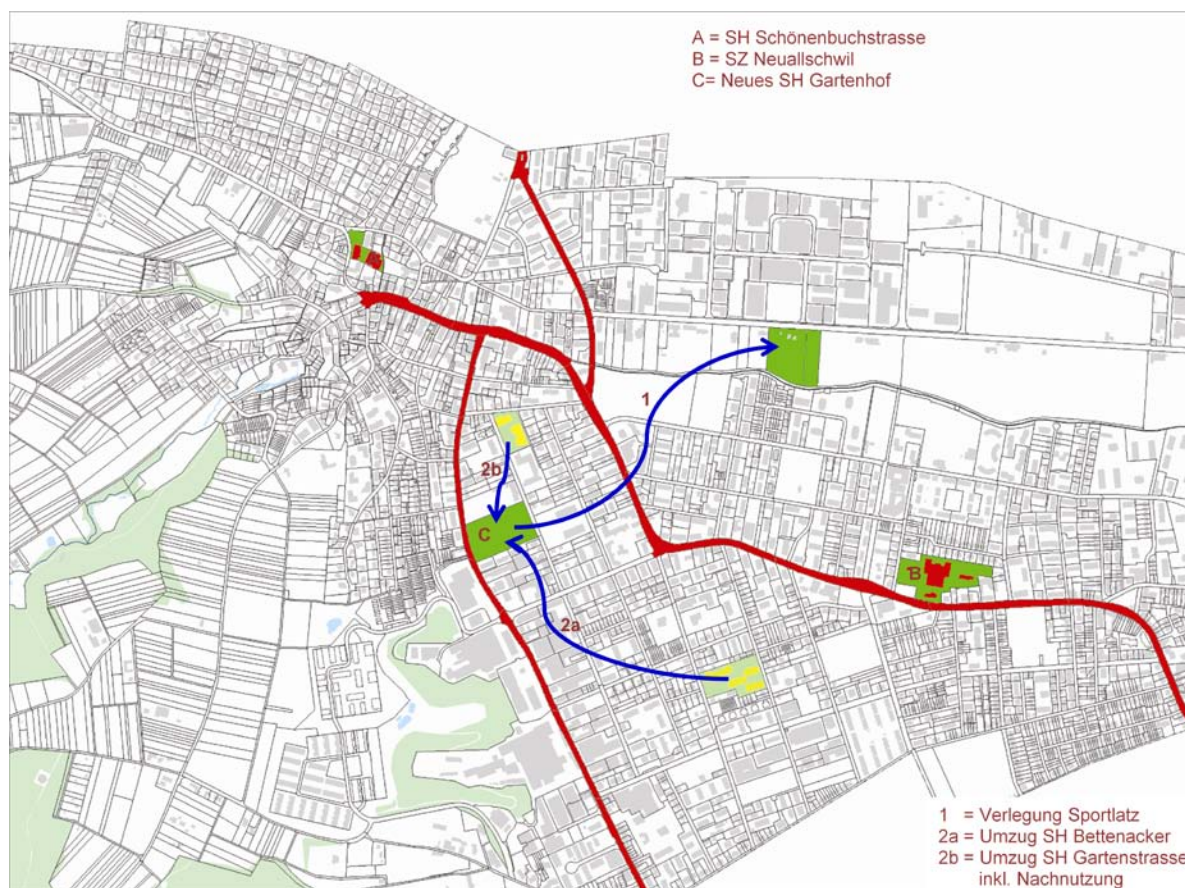 A = SH Schönenbuchstrasse
B = SZ Neuallschwil
C= Neues SH Gartenhof
1
2b
C
B
2a
1 = Verlegung Sportlatz
2a = Umzug SH Bettenacker
2b = Umzug SH Gartenstrasse
inkl. Nachnutzung